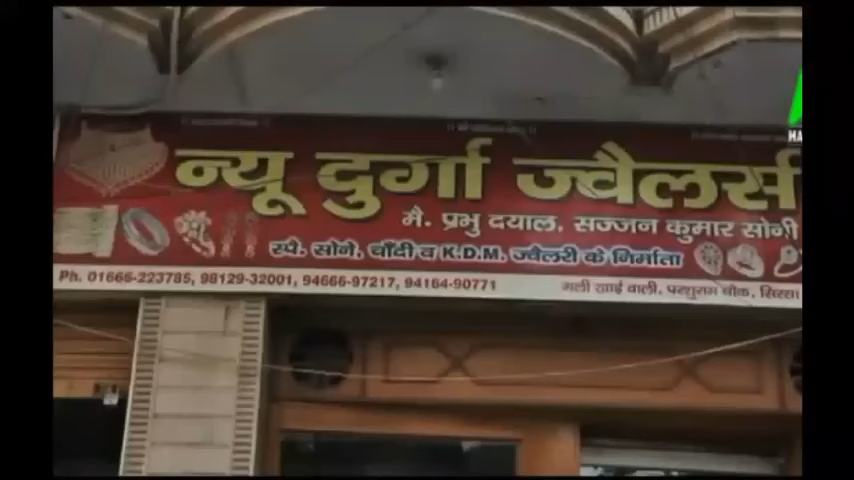 न्यू दुर्गा ज्वैलर्स
मै. प्रभु दयाल, सज्जन कुमार सोनी
स्पे. सोने, चाँदी व K.D.M. ज्वैलरी के निर्माता
Ph. 01666-223785, 98129-32001, 94666-97217, 94164-90771
गली खाई वाली, परशुराम चौक, सिरसा